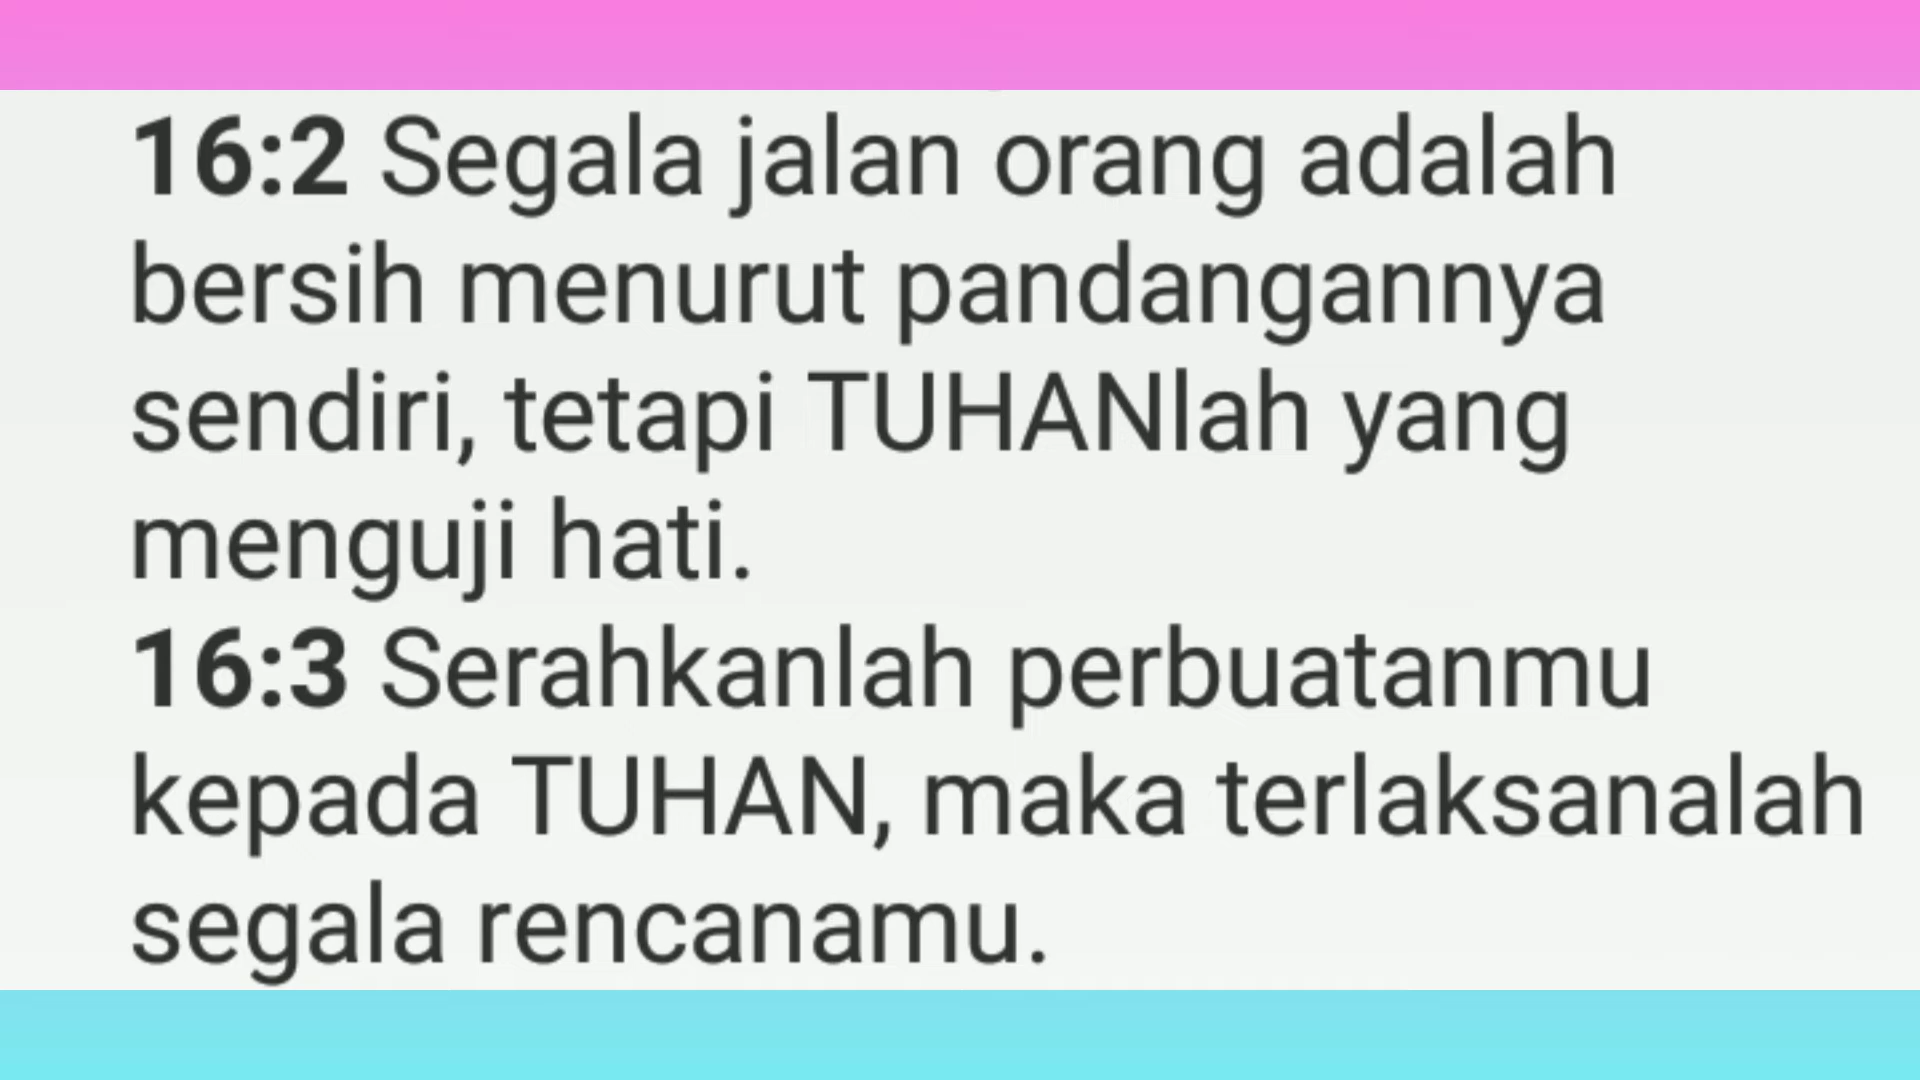 16:2 Segala jalan orang adalah
bersih menurut pandangannya
sendiri, tetapi TUHANlah yang
menguji hati.
16:3 Serahkanlah perbuatanmu
kepada TUHAN, maka terlaksanalah
segala rencanamu.